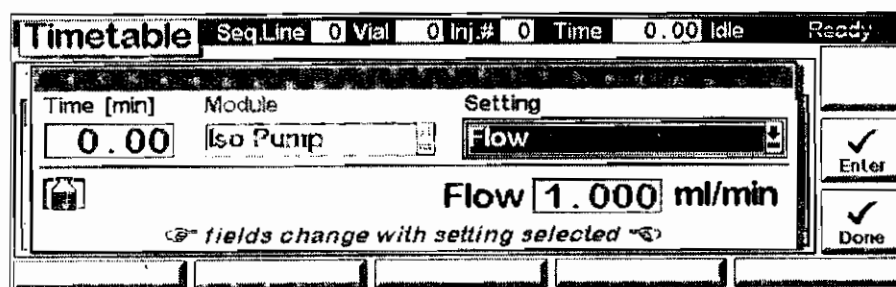 Timetable Seq.Line 0 Vial 0 Inj.# 0 Time 0.00 Idle Ready
Time [min] Module Setting
0.00 Iso Pump Flow
Enter
Flow 1.000 ml/min
fields change with setting selected
Done